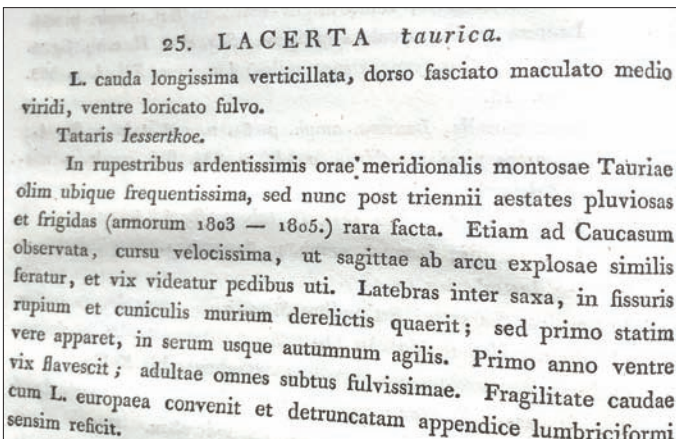 25. LACERTA taurica.
L. cauda longissima verticillata, dorso fasciato maculato medio
viridi, ventre loricato fulvo.
Tataris Iessertkoe.
In rupestribus ardentissimis orae meridionalis montosae Tauriae
olim ubique frequentissima, sed nunc post triennii aestates pluviosas
et frigidas (annorum 1803 — 1805.) rara facta. Etiam ad Caucasum
observata, cursu velocissima, ut sagittae ab arcu explosae similis
feratur, et vix videatur pedibus uti. Latebras inter saxa, in fissuris
rupium et cuniculis murium derelictis quaerit; sed primo statim
vere apparet, in serum usque autumnum agilis. Primo anno ventre
vix flavescit; adultae omnes subtus fulvissimae. Fragilitate caudae
cum L. europaea convenit et detruncatam appendice lumbriciformi
sensim reficit.